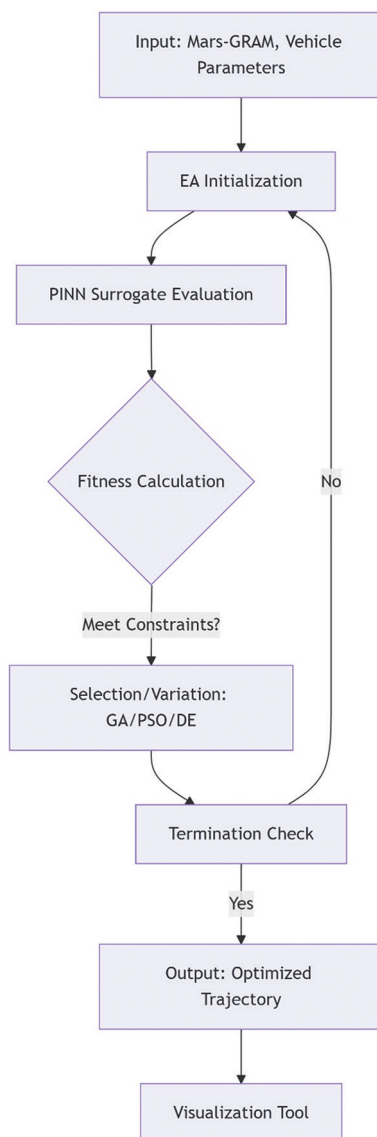 Input: Mars-GRAM, Vehicle
Parameters
EA Initialization
PINN Surrogate Evaluation
Fitness Calculation
No
Meet Constraints?
Selection/Variation:
GA/PSO/DE
Termination Check
Yes
Output: Optimized
Trajectory
Visualization Tool